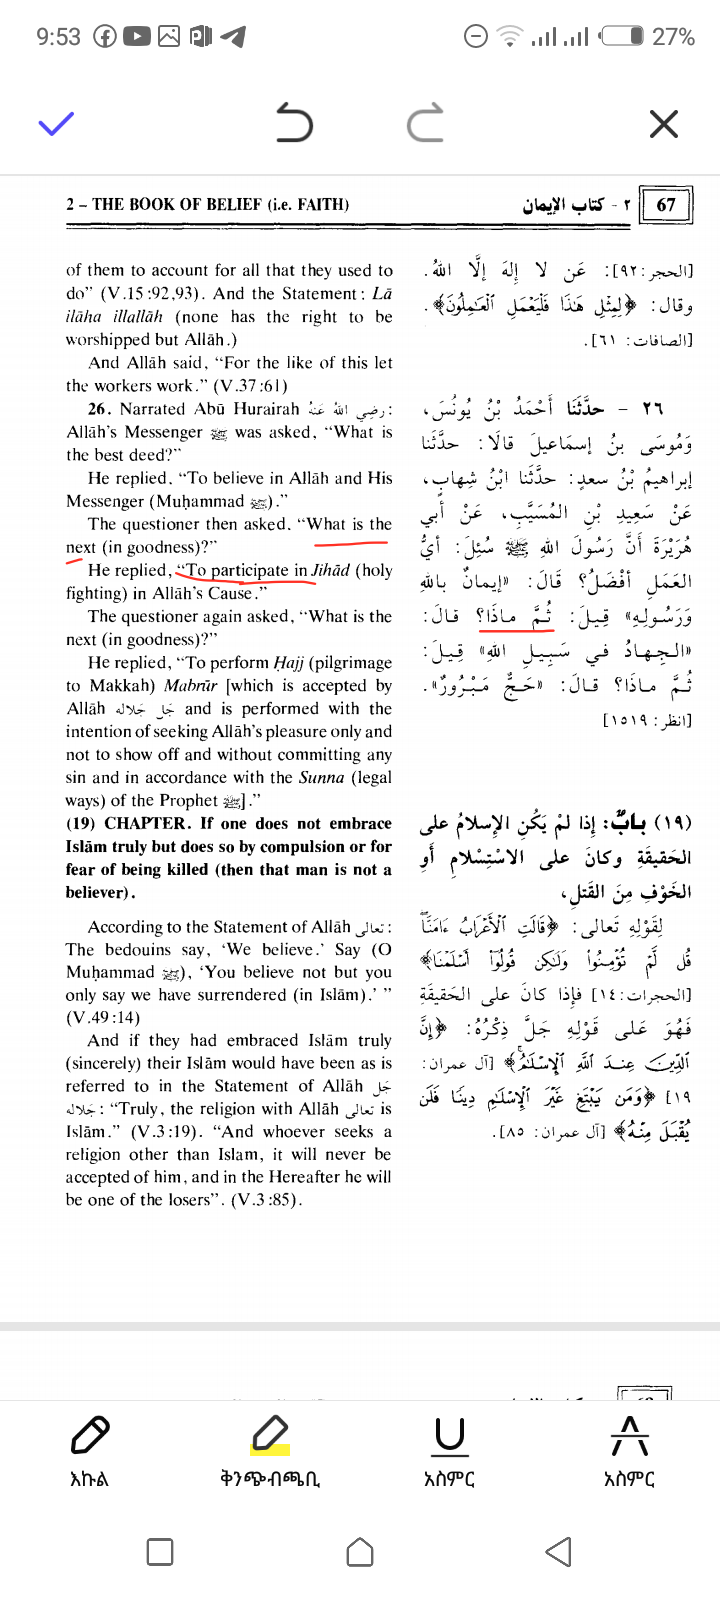 9:53
27%
2 – THE BOOK OF BELIEF (i.e. FAITH)
٢ - كتاب الإيمان
67
of them to account for all that they used to
do” (V.15:92,93). And the Statement: Lā
ilāha illallāh (none has the right to be
worshipped but Allāh.)
And Allāh said, “For the like of this let
the workers work.” (V.37:61)
26. Narrated Abū Hurairah رضي الله عنه:
Allāh’s Messenger ﷺ was asked, “What is
the best deed?”
He replied, “To believe in Allāh and His
Messenger (Muḥammad ﷺ).”
The questioner then asked, “What is the
next (in goodness)?”
He replied, “To participate in Jihād (holy
fighting) in Allāh’s Cause.”
The questioner again asked, “What is the
next (in goodness)?”
He replied, “To perform Ḥajj (pilgrimage
to Makkah) Mabrūr [which is accepted by
Allāh جل جلاله and is performed with the
intention of seeking Allāh’s pleasure only and
not to show off and without committing any
sin and in accordance with the Sunna (legal
ways) of the Prophet ﷺ].”
(19) CHAPTER. If one does not embrace
Islām truly but does so by compulsion or for
fear of being killed (then that man is not a
believer).
According to the Statement of Allāh تعالى:
The bedouins say, ‘We believe.’ Say (O
Muḥammad ﷺ), ‘You believe not but you
only say we have surrendered (in Islām).’ ”
(V.49:14)
And if they had embraced Islām truly
(sincerely) their Islām would have been as is
referred to in the Statement of Allāh جل
جلاله: “Truly, the religion with Allāh تعالى is
Islām.” (V.3:19). “And whoever seeks a
religion other than Islam, it will never be
accepted of him, and in the Hereafter he will
be one of the losers”. (V.3:85).
[الحجر: ٩٢]: عَن لا إلهَ إلَّا اللهُ.
وقال: ﴿لِمِثْلِ هَٰذَا فَلْيَعْمَلِ ٱلْعَٰمِلُونَ﴾.
[الصافات: ٦١].
٢٦ - حدَّثَنَا أحْمَدُ بْنُ يُونُسَ،
وَمُوسَى بنُ إسمَاعيلَ قالَا: حدَّثَنا
إبراهيمُ بْنُ سعدٍ: حدَّثَنا ابْنُ شِهابٍ،
عَنْ سَعِيدِ بْنِ المُسَيَّبِ، عَنْ أبي
هُرَيْرَةَ أنَّ رَسُولَ اللهِ ﷺ سُئِلَ: أيُّ
العَمَلِ أفْضَلُ؟ قَالَ: «إيمانٌ باللهِ
وَرَسُولِهِ» قِيلَ: ثُمَّ ماذَا؟ قالَ:
«الجِهادُ في سَبِيلِ اللهِ» قِيلَ:
ثُمَّ ماذَا؟ قالَ: «حَجٌّ مَبْرُورٌ».
[انظر: ١٥١٩]
(١٩) بابٌ: إذا لمْ يَكُنِ الإسلامُ على
الحَقيقَةِ وكانَ على الاسْتِسْلامِ أوِ
الخَوْفِ مِنَ القَتلِ،
لِقَوْلِهِ تَعالى: ﴿قَالَتِ ٱلْأَعْرَابُ ءَامَنَّا
قُل لَّمْ تُؤْمِنُوا۟ وَلَٰكِن قُولُوٓا۟ أَسْلَمْنَا﴾
[الحجرات: ١٤] فإذا كانَ على الحَقيقَةِ
فَهُوَ عَلى قَوْلِهِ جَلَّ ذِكْرُهُ: ﴿إِنَّ
ٱلدِّينَ عِندَ ٱللَّهِ ٱلْإِسْلَٰمُ﴾ [آل عمران:
١٩] ﴿وَمَن يَبْتَغِ غَيْرَ ٱلْإِسْلَٰمِ دِينًا فَلَن
يُقْبَلَ مِنْهُ﴾ [آل عمران: ٨٥].
እኩል
ቅንጭብጫቢ
አስምር
አስምር